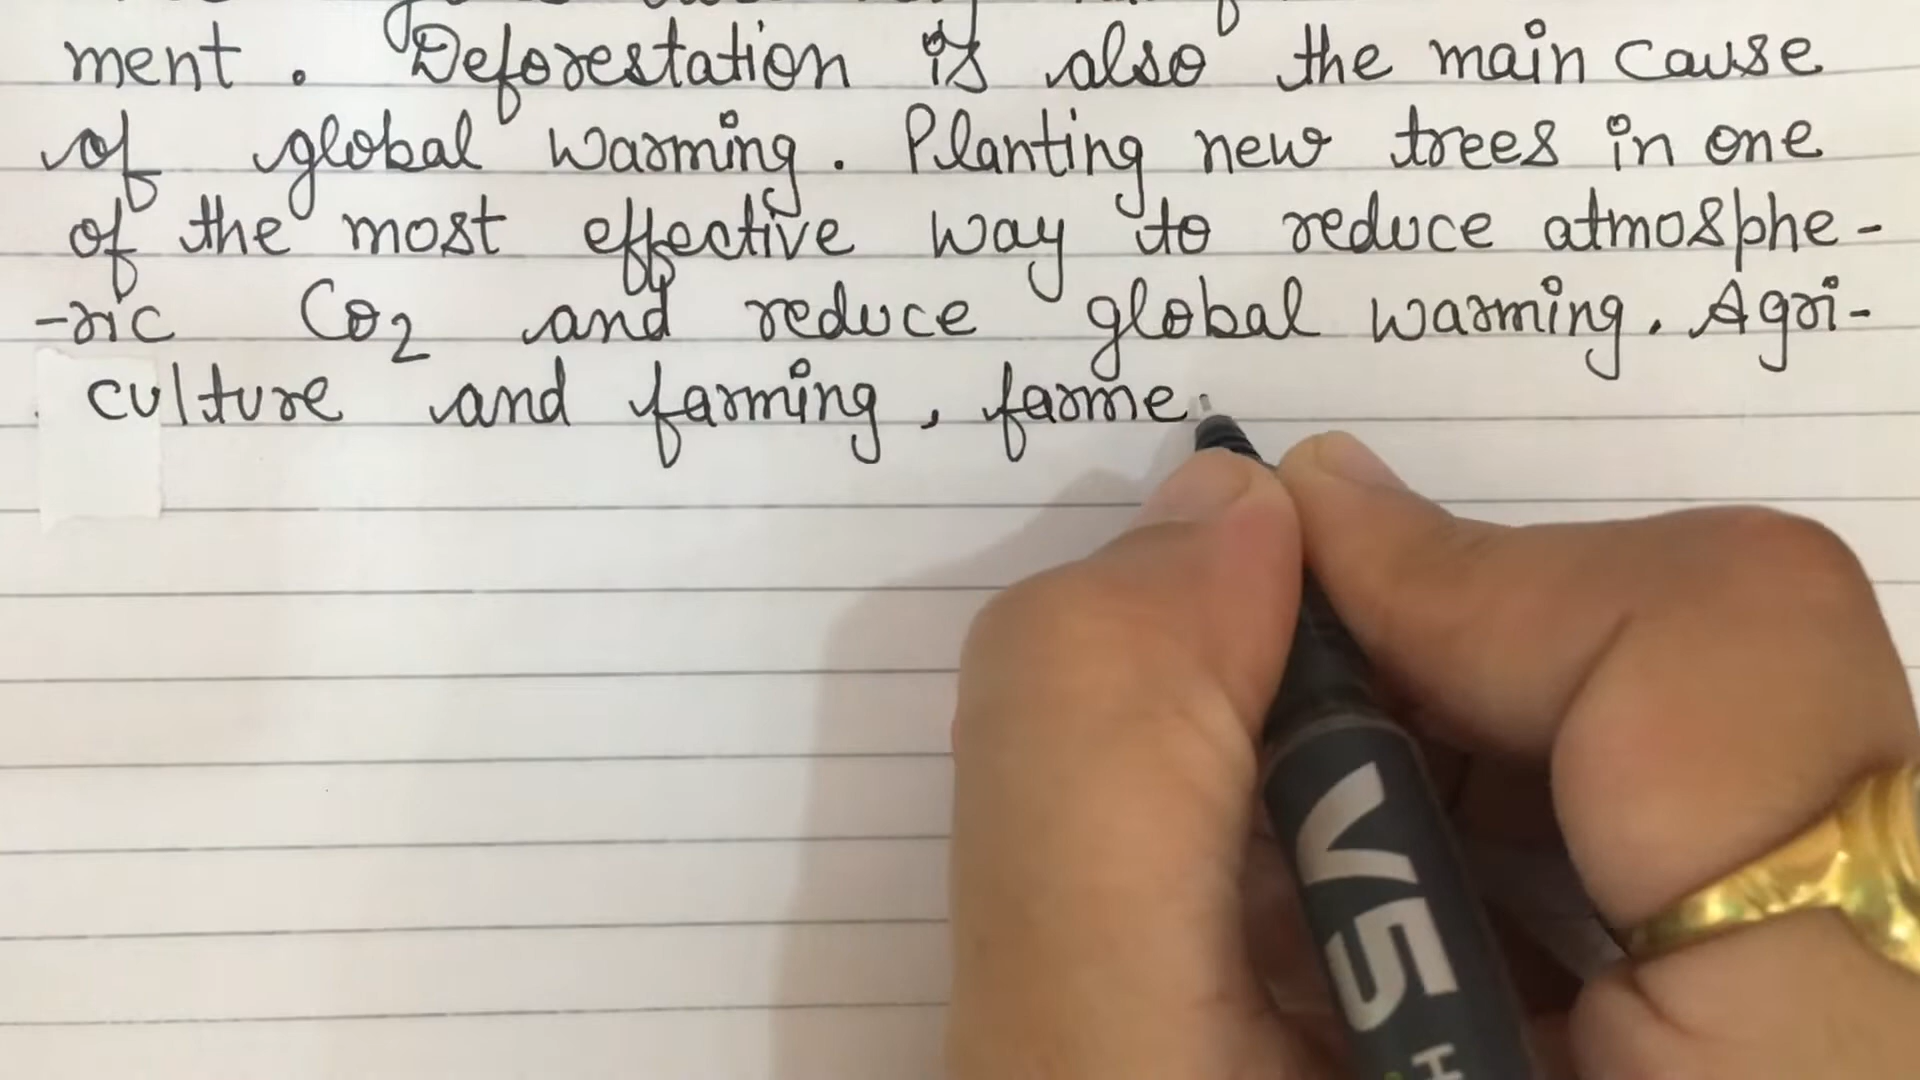 ment. Deforestation is also the main cause
of global warming. Planting new trees in one
of the most effective way to reduce atmosphe-
-ric Co2 and reduce global warming. Agri-
culture and farming, farme
V5
H